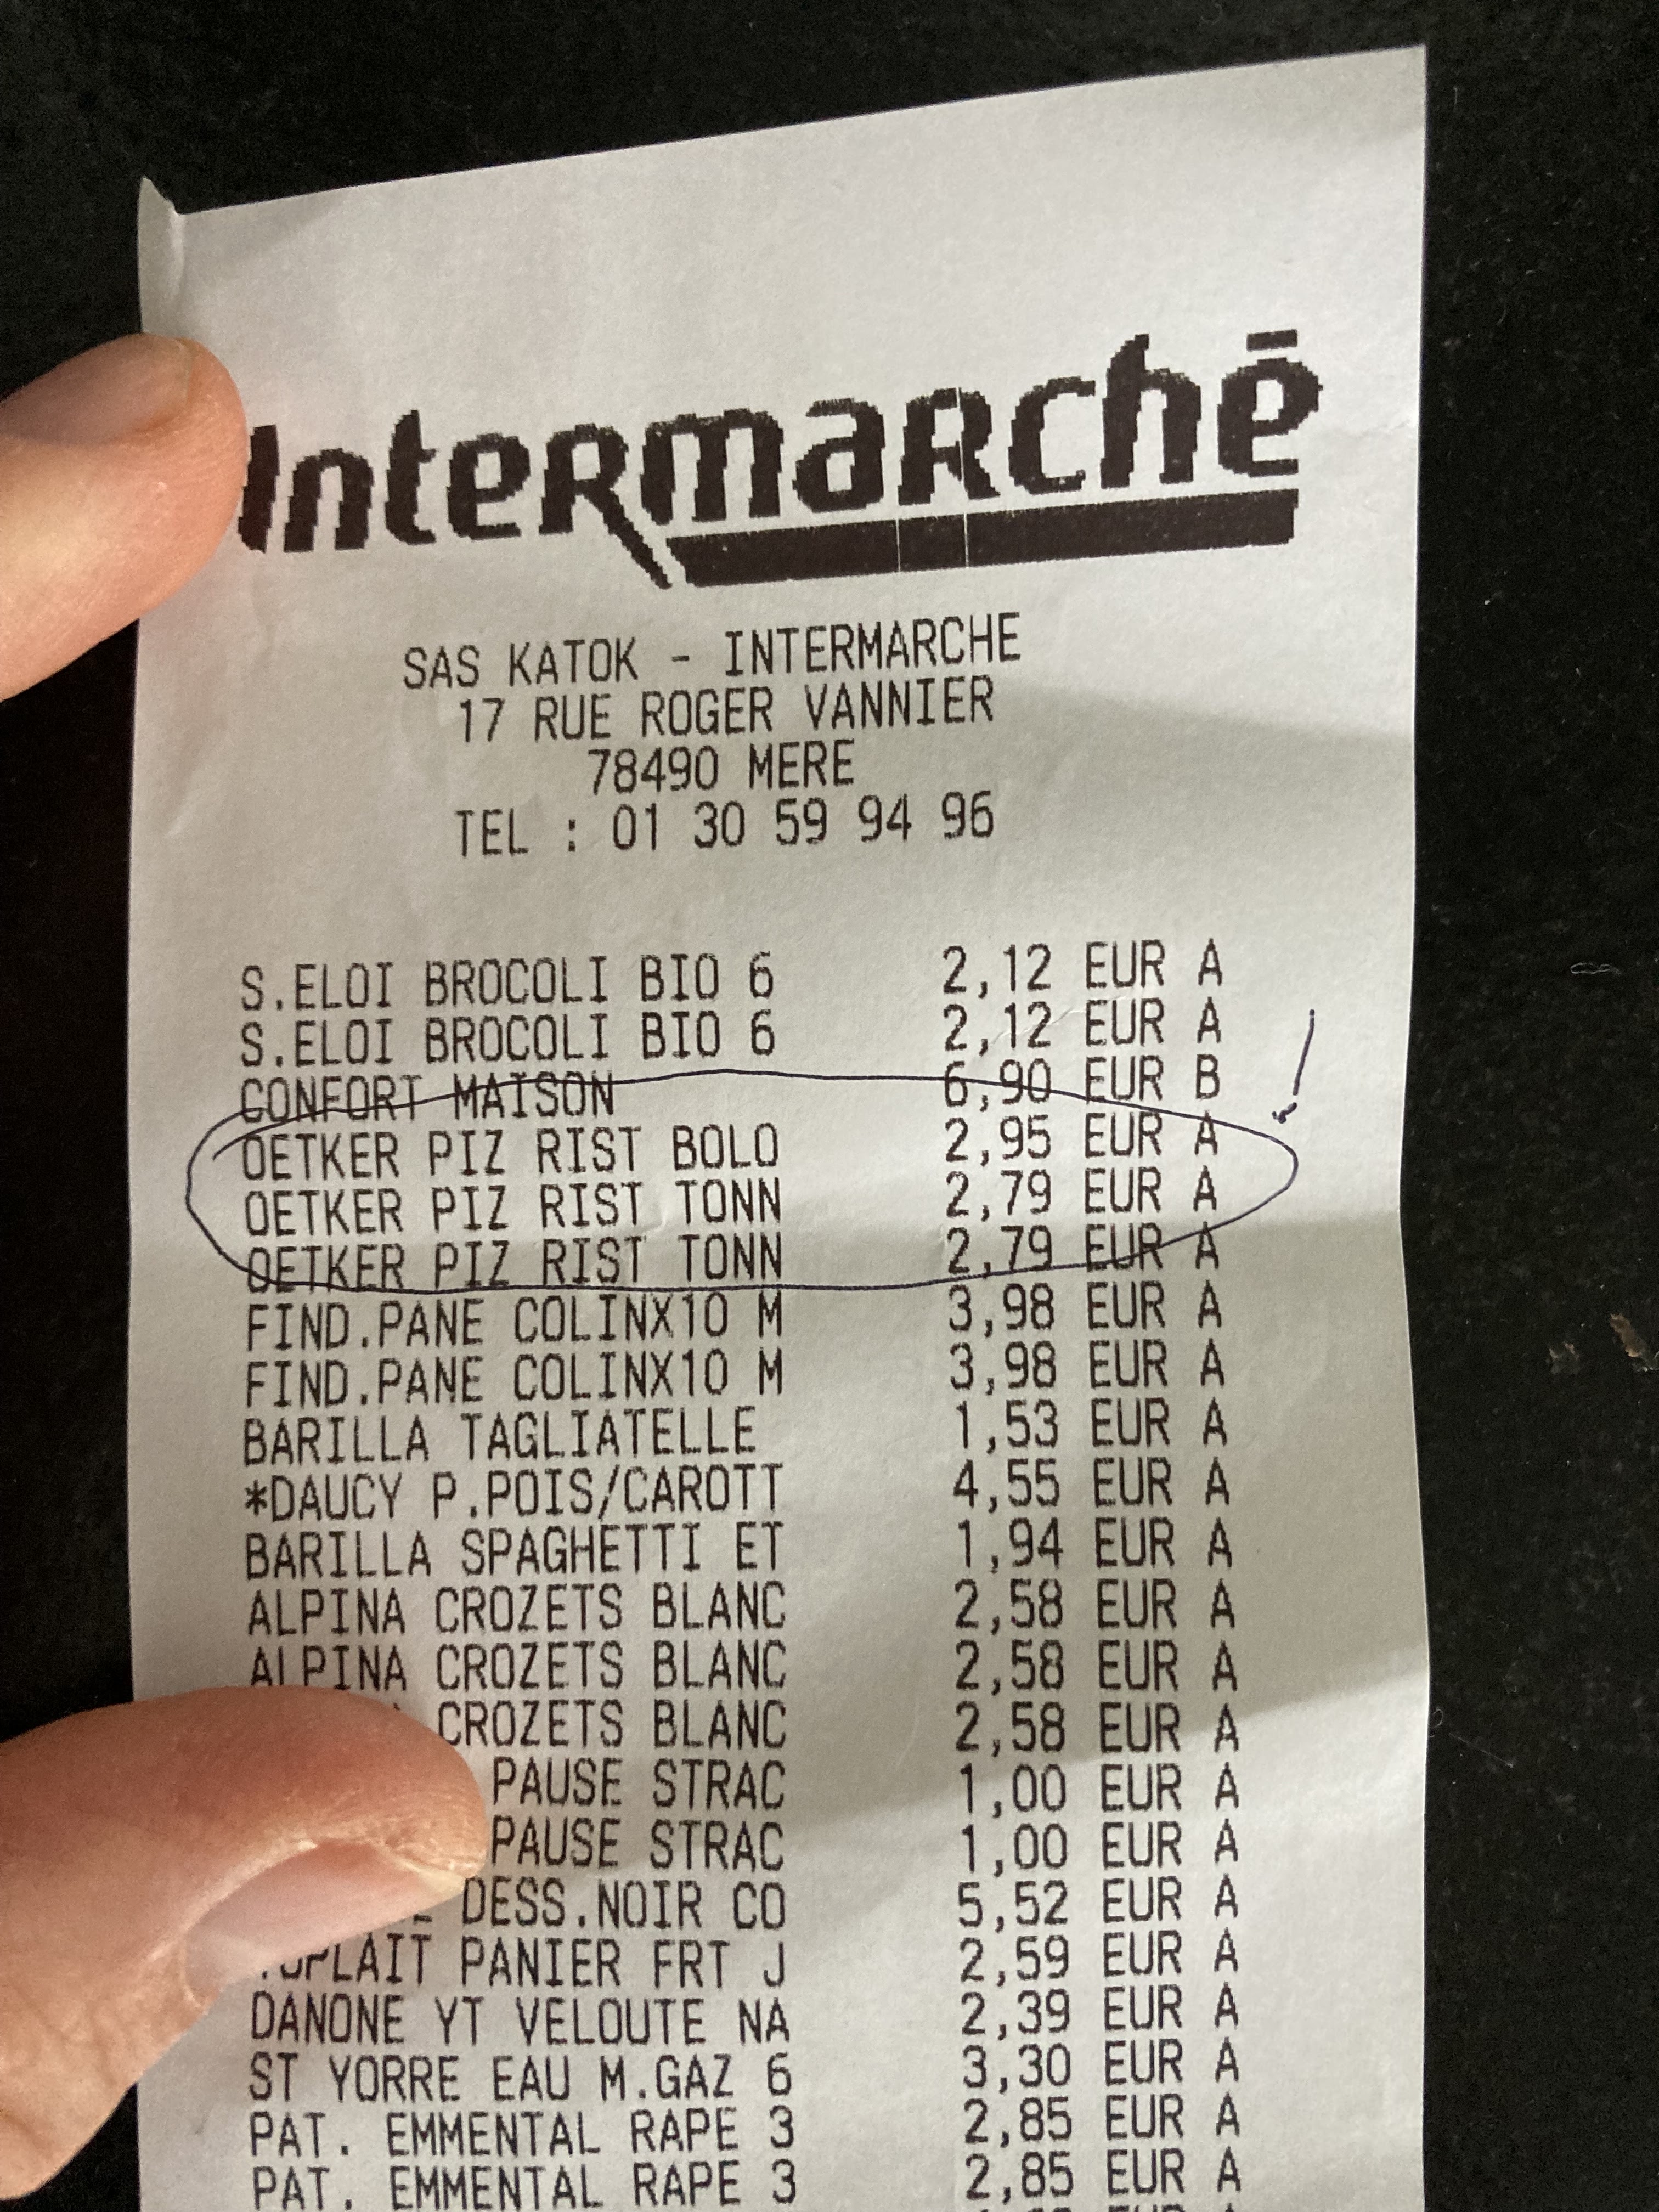 Intermarchē
SAS KATOK - INTERMARCHE
17 RUE ROGER VANNIER
78490 MERE
TEL : 01 30 59 94 96
S.ELOI BROCOLI BIO 6 2,12 EUR A
S.ELOI BROCOLI BIO 6 2,12 EUR A
CONFORT MAISON 6,90 EUR B
!
OETKER PIZ RIST BOLO 2,95 EUR A
OETKER PIZ RIST TONN 2,79 EUR A
OETKER PIZ RIST TONN 2,79 EUR A
FIND.PANE COLINX10 M 3,98 EUR A
FIND.PANE COLINX10 M 3,98 EUR A
BARILLA TAGLIATELLE 1,53 EUR A
*DAUCY P.POIS/CAROTT 4,55 EUR A
BARILLA SPAGHETTI ET 1,94 EUR A
ALPINA CROZETS BLANC 2,58 EUR A
ALPINA CROZETS BLANC 2,58 EUR A
CROZETS BLANC 2,58 EUR A
PAUSE STRAC 1,00 EUR A
PAUSE STRAC 1,00 EUR A
DESS.NOIR CO 5,52 EUR A
PANIER FRT J 2,59 EUR A
DANONE YT VELOUTE NA 2,39 EUR A
ST YORRE EAU M.GAZ 6 3,30 EUR A
PAT. EMMENTAL RAPE 3 2,85 EUR A
PAT. EMMENTAL RAPE 3 2,85 EUR A